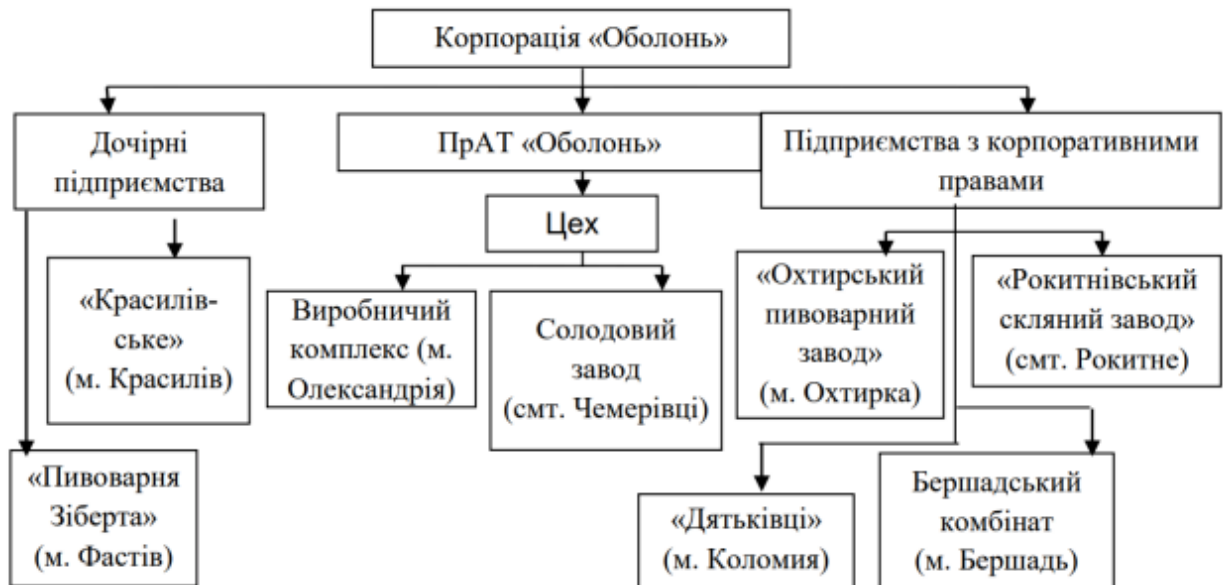 Корпорація «Оболонь»
Дочірні
підприємства
ПрАТ «Оболонь»
Підприємства з корпоративними
правами
Цех
«Красилів-
ське»
(м. Красилів)
Виробничий
комплекс (м.
Олександрія)
Солодовий
завод
(смт. Чемерівці)
«Охтирський
пивоварний
завод»
(м. Охтирка)
«Рокитнівський
скляний завод»
(смт. Рокитне)
«Пивоварня
Зіберта»
(м. Фастів)
«Дятьківці»
(м. Коломия)
Бершадський
комбінат
(м. Бершадь)